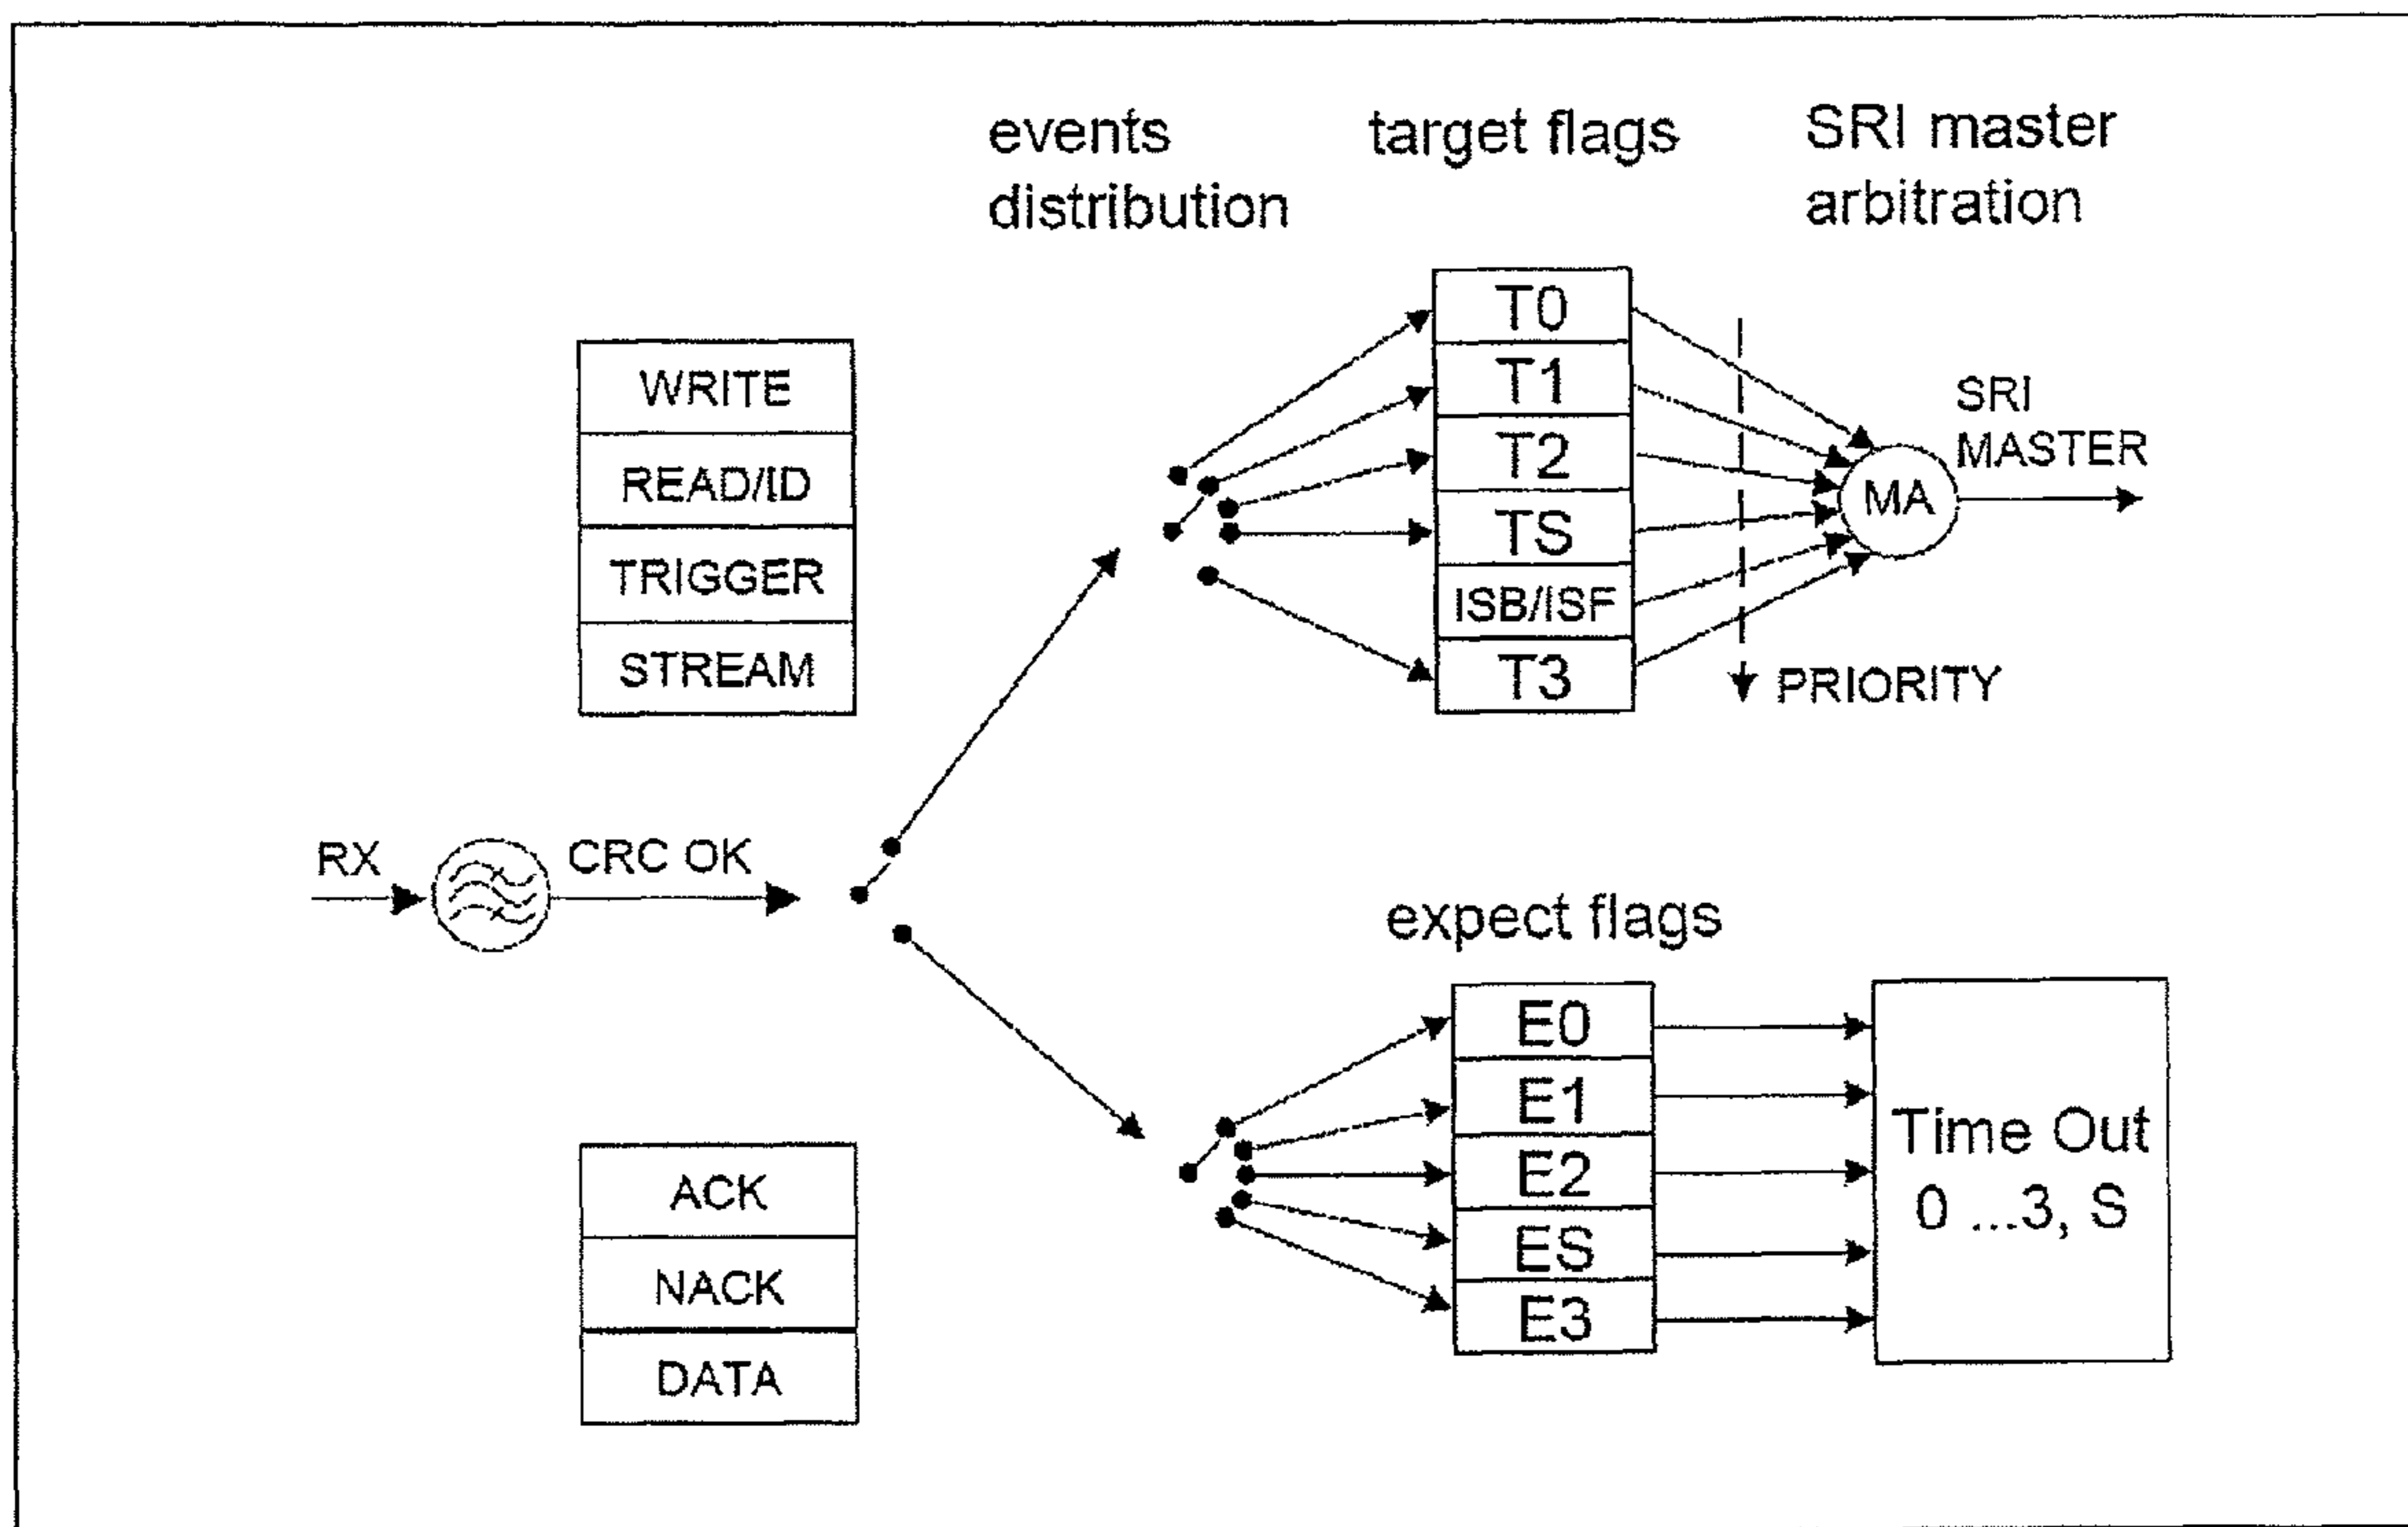 events
distribution
target flags
SRI master
arbitration
WRITE
READ/ID
TRIGGER
STREAM
T0
T1
T2
TS
ISB/ISF
T3
SRI
MASTER
MA
PRIORITY
RX
CRC OK
expect flags
E0
E1
E2
ES
E3
Time Out
0 ...3, S
ACK
NACK
DATA